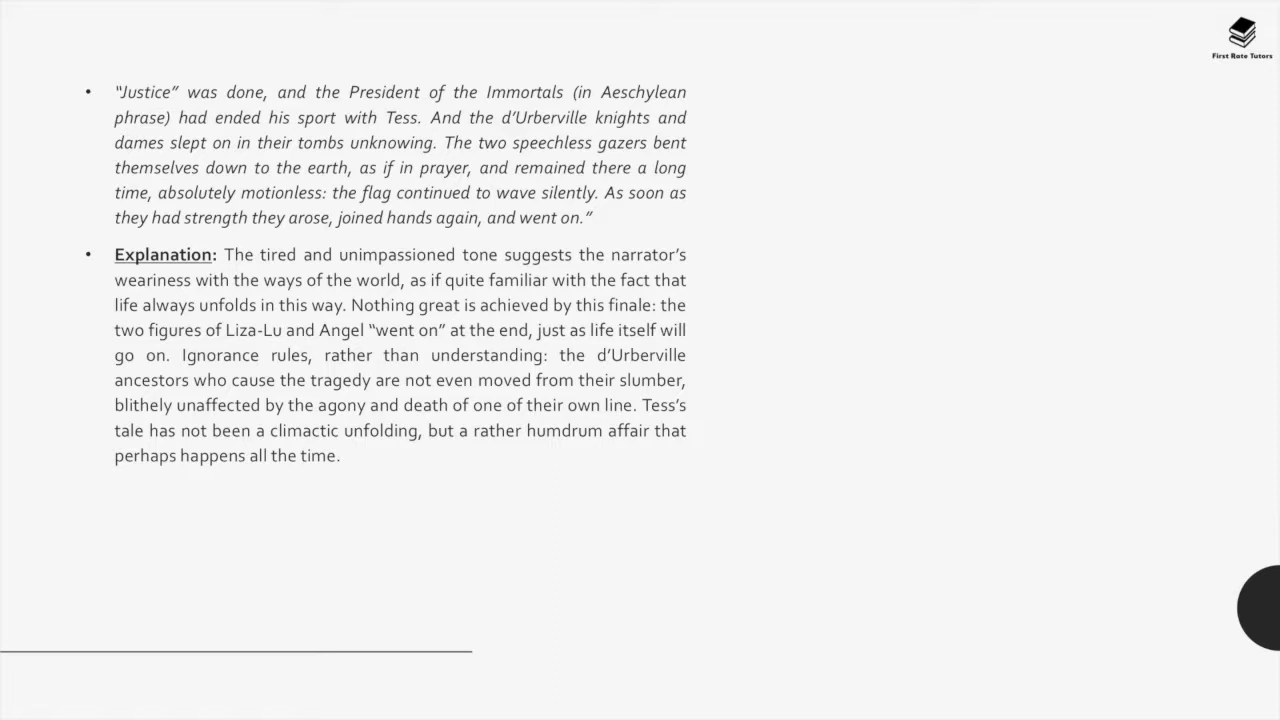 First Rate Tutors
• “Justice” was done, and the President of the Immortals (in Aeschylean
phrase) had ended his sport with Tess. And the d’Urberville knights and
dames slept on in their tombs unknowing. The two speechless gazers bent
themselves down to the earth, as if in prayer, and remained there a long
time, absolutely motionless: the flag continued to wave silently. As soon as
they had strength they arose, joined hands again, and went on.”
• Explanation: The tired and unimpassioned tone suggests the narrator’s
weariness with the ways of the world, as if quite familiar with the fact that
life always unfolds in this way. Nothing great is achieved by this finale: the
two figures of Liza-Lu and Angel “went on” at the end, just as life itself will
go on. Ignorance rules, rather than understanding: the d’Urberville
ancestors who cause the tragedy are not even moved from their slumber,
blithely unaffected by the agony and death of one of their own line. Tess’s
tale has not been a climactic unfolding, but a rather humdrum affair that
perhaps happens all the time.